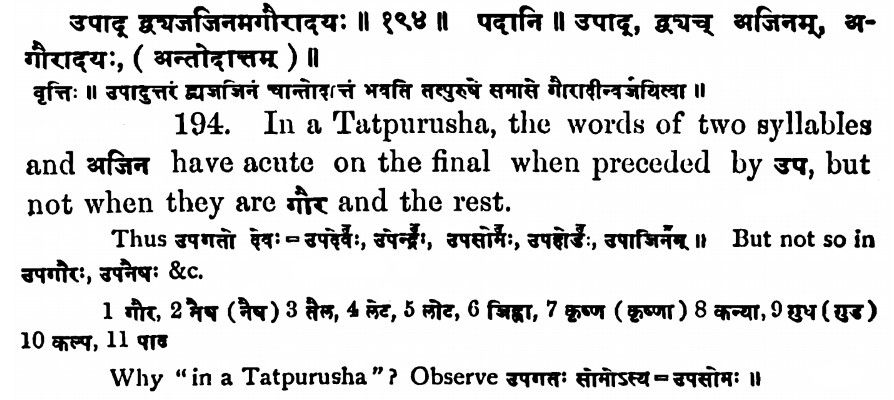 उपाद् द्व्यजजिनमगौरादयः ॥ १९४ ॥ पदानि ॥ उपाद्, द्व्यच् अजिनम्, अ-
गौरादयः, ( अन्तोदात्तम् ) ॥
वृत्तिः ॥ उपादुत्तरं द्व्यजजिनं चान्तोदात्तं भवति तत्पुरुषे समासे गौरादीन्वर्जयित्वा ॥
194. In a Tatpurusha, the words of two syllables
and अजिन have acute on the final when preceded by उप, but
not when they are गौर and the rest.
Thus उपगतो देवः = उपदेवः॑, उपेन्द्रः॑, उपसोमः॑, उपहोडः॑, उपाजिनम्॑ ॥ But not so in
उपगौरः, उपनैषः &c.
1 गौर, 2 नैष (नैष) 3 तैल, 4 लेट, 5 लोट, 6 जिह्वा, 7 कृष्ण (कृष्णा) 8 कन्या, 9 गुध (गुड)
10 कल्प, 11 पाद
Why "in a Tatpurusha"? Observe उपगतः सोमोऽस्य = उपसोमः ॥